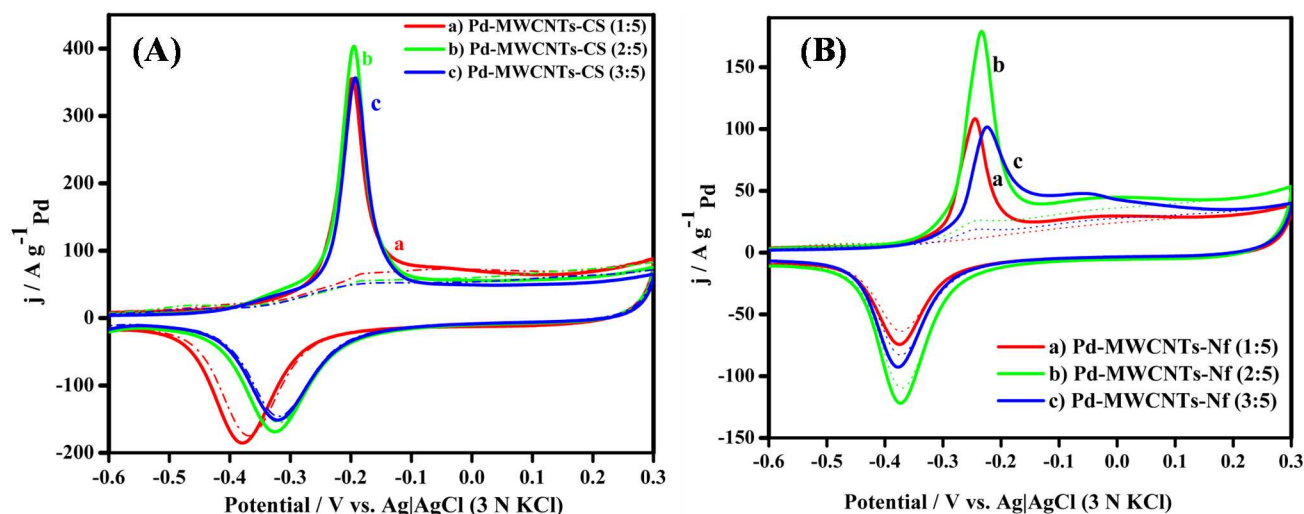 (A)
a) Pd-MWCNTs-CS (1:5)
b) Pd-MWCNTs-CS (2:5)
c) Pd-MWCNTs-CS (3:5)
b
c
a
400
300
200
100
0
-100
-200
j / A g⁻¹Pd
-0.6 -0.5 -0.4 -0.3 -0.2 -0.1 0.0 0.1 0.2 0.3
Potential / V vs. Ag|AgCl (3 N KCl)
(B)
b
c
a
150
100
50
0
-50
-100
-150
j / A g⁻¹Pd
a) Pd-MWCNTs-Nf (1:5)
b) Pd-MWCNTs-Nf (2:5)
c) Pd-MWCNTs-Nf (3:5)
-0.6 -0.5 -0.4 -0.3 -0.2 -0.1 0.0 0.1 0.2 0.3
Potential / V vs. Ag|AgCl (3 N KCl)